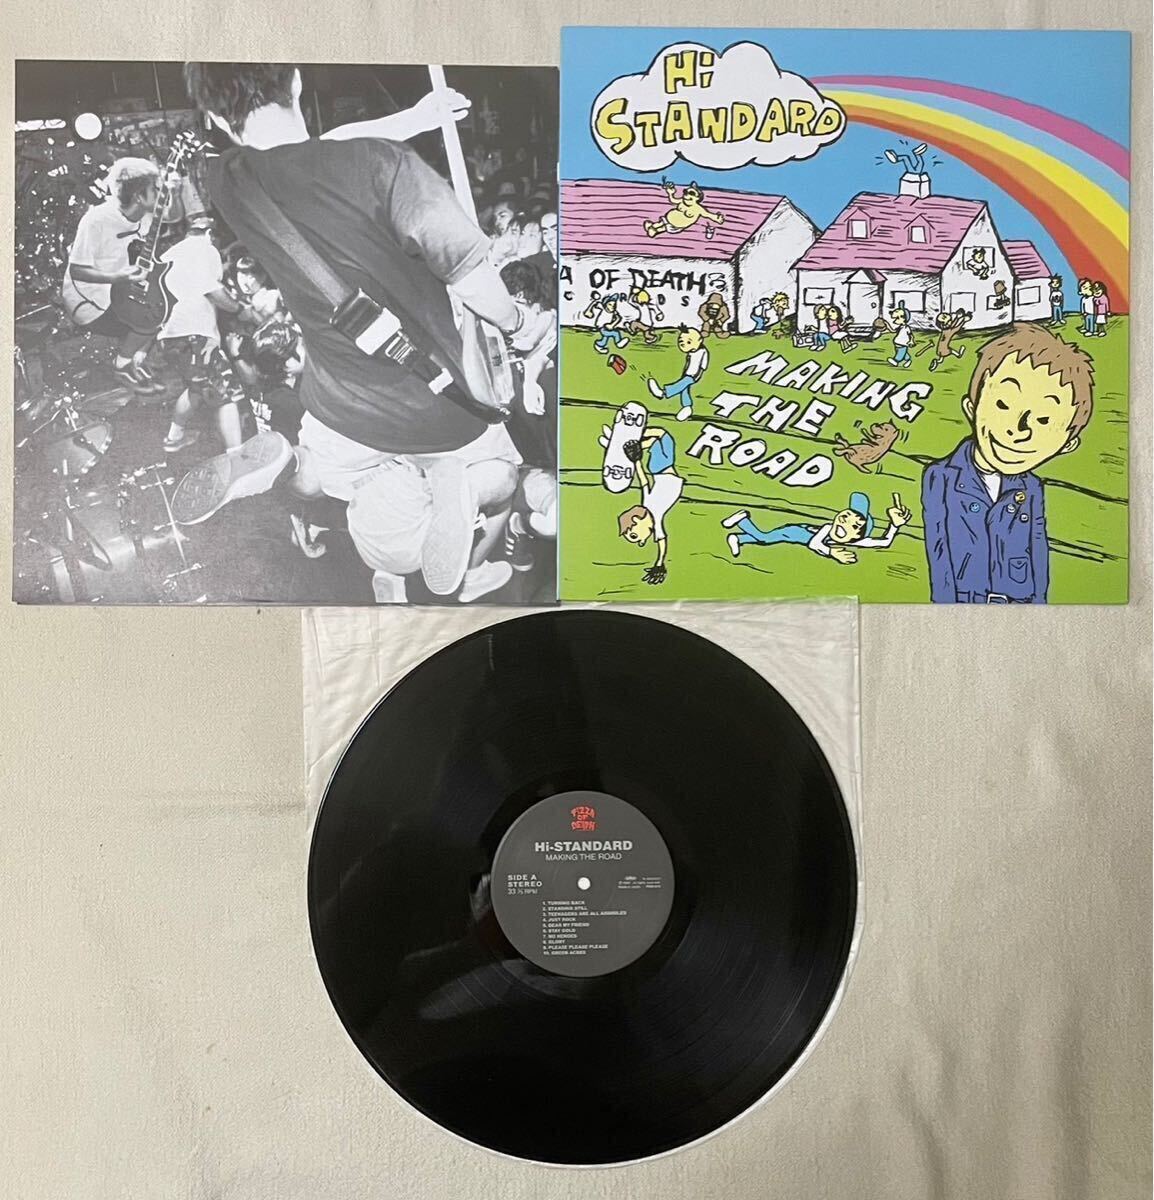 Hi
STANDARD
A OF DEATH
CORDS
MAKING
THE
ROAD
PIZZA
OF
DEATH
Hi-STANDARD
MAKING THE ROAD
SIDE A
STEREO
33 ⅓ RPM
1. TURNING BACK
2. STANDING STILL
3. TEENAGERS ARE ALL ASSHOLES
4. JUST ROCK
5. DEAR MY FRIEND
6. STAY GOLD
7. NO HEROES
8. GLORY
9. PLEASE PLEASE PLEASE
10. GREEN ACRES